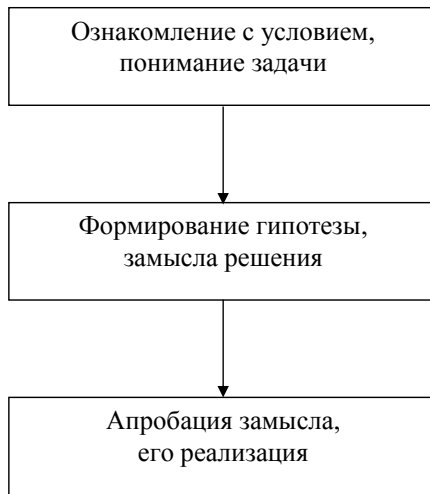 Ознакомление с условием,
понимание задачи
Формирование гипотезы,
замысла решения
Апробация замысла,
его реализация